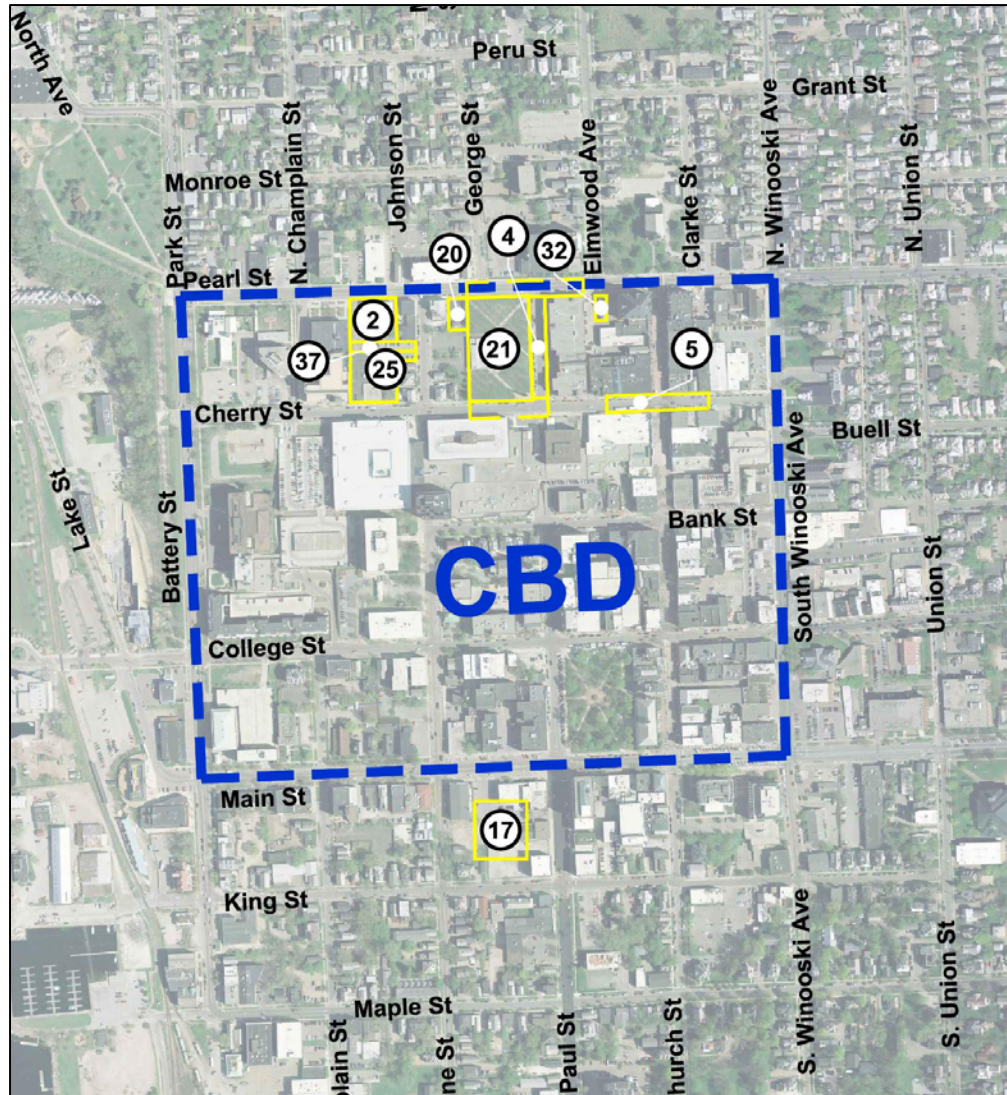 North Ave
Peru St
Grant St
N. Champlain St
Johnson St
George St
Elmwood Ave
N. Winooski Ave
N. Union St
Monroe St
Clarke St
Park St
Pearl St
4
32
20
2
37
25
21
5
Cherry St
Buell St
Lake St
Battery St
Bank St
South Winooski Ave
CBD
Union St
College St
Main St
17
King St
S. Winooski Ave
S. Union St
Maple St
plain St
ne St
Paul St
hurch St